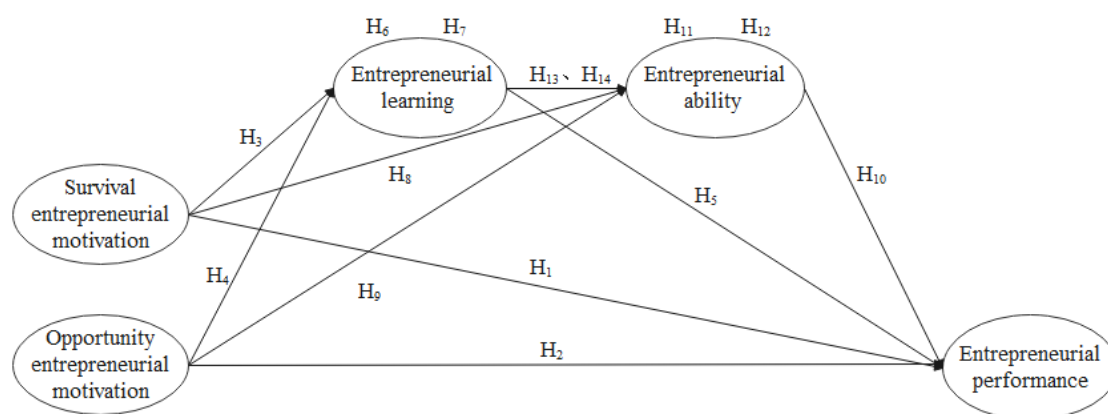 H₆ H₇
H₁₁ H₁₂
Entrepreneurial
learning
H₁₃、H₁₄
Entrepreneurial
ability
H₃
H₈
H₁₀
Survival
entrepreneurial
motivation
H₅
H₄
H₁
H₉
Opportunity
entrepreneurial
motivation
H₂
Entrepreneurial
performance